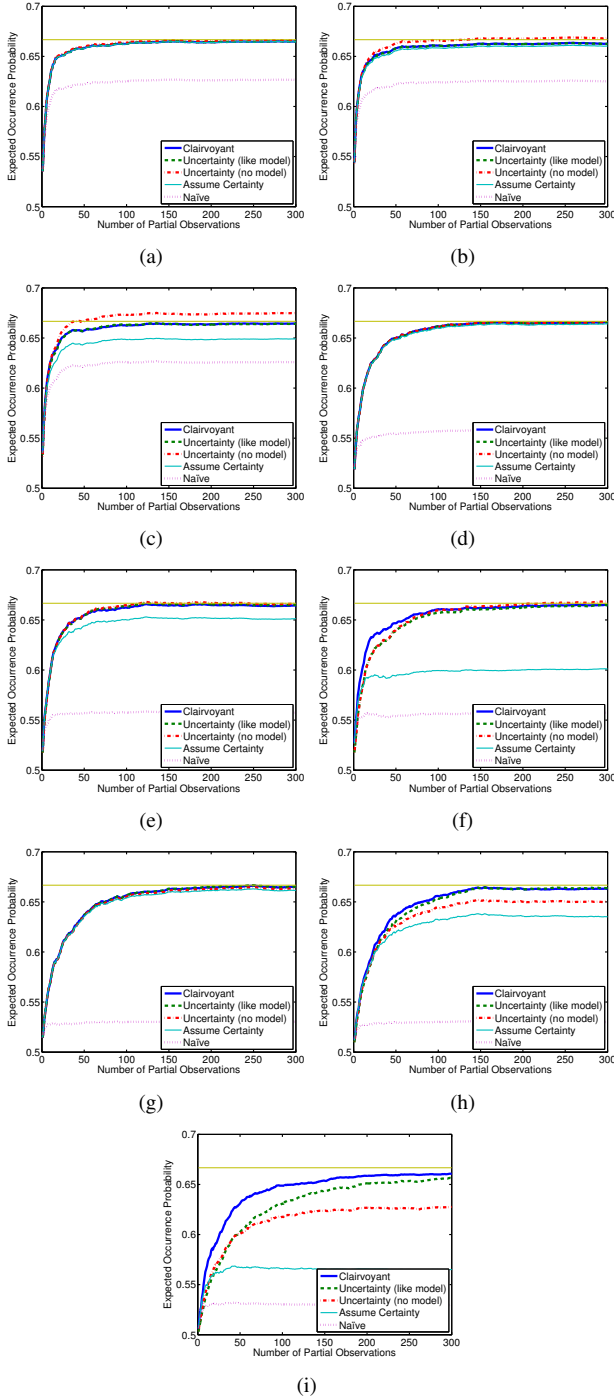 0.7
0.65
0.6
0.55
0.5
Expected Occurrence Probability
0 50 100 150 200 250 300
Number of Partial Observations
Clairvoyant
Uncertainty (like model)
Uncertainty (no model)
Assume Certainty
Naïve
(a)
0.7
0.65
0.6
0.55
0.5
Expected Occurrence Probability
0 50 100 150 200 250 300
Number of Partial Observations
Clairvoyant
Uncertainty (like model)
Uncertainty (no model)
Assume Certainty
Naïve
(b)
0.7
0.65
0.6
0.55
0.5
Expected Occurrence Probability
0 50 100 150 200 250 300
Number of Partial Observations
Clairvoyant
Uncertainty (like model)
Uncertainty (no model)
Assume Certainty
Naïve
(c)
0.7
0.65
0.6
0.55
0.5
Expected Occurrence Probability
0 50 100 150 200 250 300
Number of Partial Observations
Clairvoyant
Uncertainty (like model)
Uncertainty (no model)
Assume Certainty
Naïve
(d)
0.7
0.65
0.6
0.55
0.5
Expected Occurrence Probability
0 50 100 150 200 250 300
Number of Partial Observations
Clairvoyant
Uncertainty (like model)
Uncertainty (no model)
Assume Certainty
Naïve
(e)
0.7
0.65
0.6
0.55
0.5
Expected Occurrence Probability
0 50 100 150 200 250 300
Number of Partial Observations
Clairvoyant
Uncertainty (like model)
Uncertainty (no model)
Assume Certainty
Naïve
(f)
0.7
0.65
0.6
0.55
0.5
Expected Occurrence Probability
0 50 100 150 200 250 300
Number of Partial Observations
Clairvoyant
Uncertainty (like model)
Uncertainty (no model)
Assume Certainty
Naïve
(g)
0.7
0.65
0.6
0.55
0.5
Expected Occurrence Probability
0 50 100 150 200 250 300
Number of Partial Observations
Clairvoyant
Uncertainty (like model)
Uncertainty (no model)
Assume Certainty
Naïve
(h)
0.7
0.65
0.6
0.55
0.5
Expected Occurrence Probability
0 50 100 150 200 250 300
Number of Partial Observations
Clairvoyant
Uncertainty (like model)
Uncertainty (no model)
Assume Certainty
Naïve
(i)